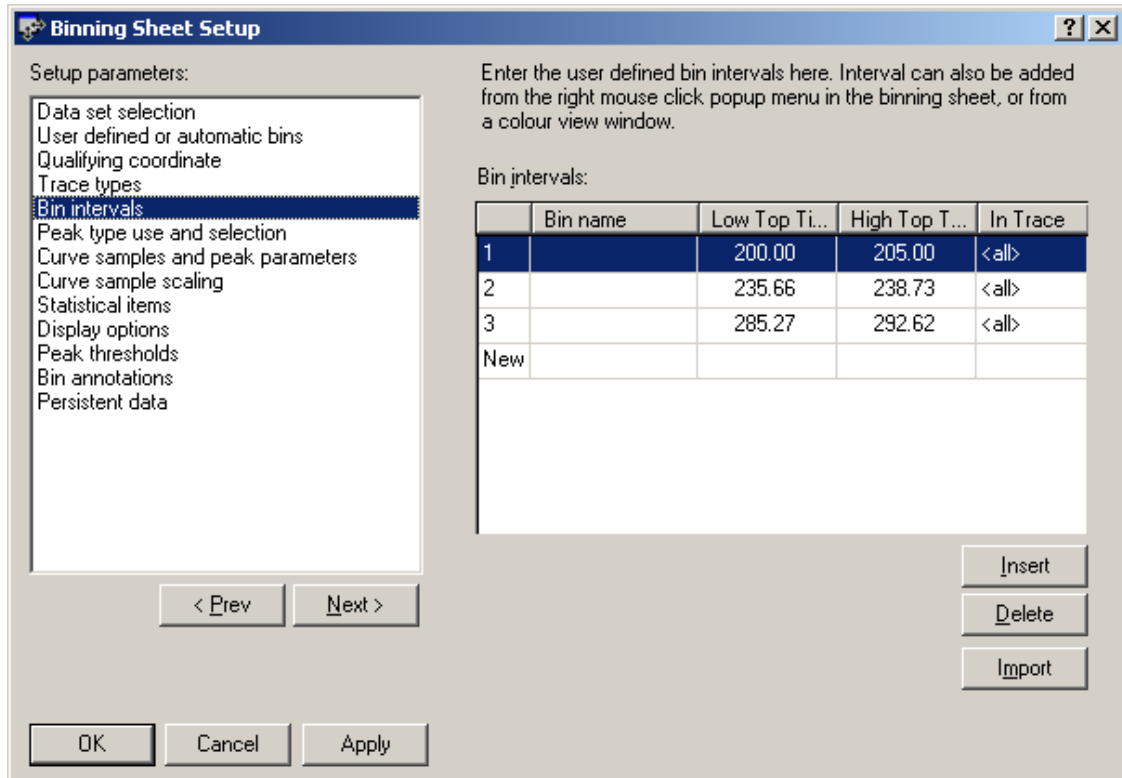 Binning Sheet Setup
Setup parameters:
Data set selection
User defined or automatic bins
Qualifying coordinate
Trace types
Bin intervals
Peak type use and selection
Curve samples and peak parameters
Curve sample scaling
Statistical items
Display options
Peak thresholds
Bin annotations
Persistent data
< Prev
Next >
Enter the user defined bin intervals here. Interval can also be added
from the right mouse click popup menu in the binning sheet, or from
a colour view window.
Bin intervals:
Bin name Low Top Ti... High Top T... In Trace
1 200.00 205.00 <all>
2 235.66 238.73 <all>
3 285.27 292.62 <all>
New
Insert
Delete
Import
OK
Cancel
Apply